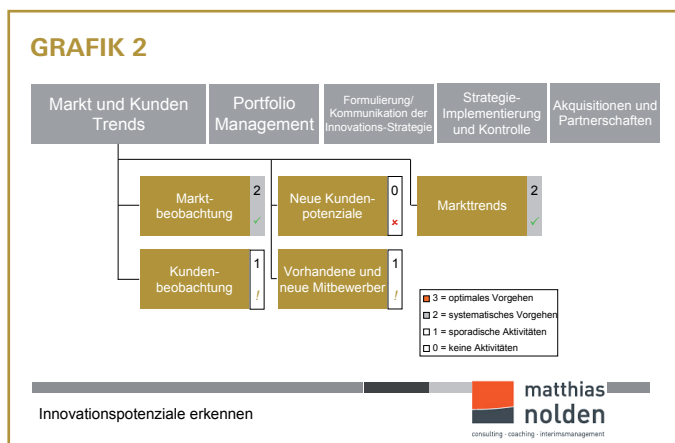 GRAFIK 2
Markt und Kunden
Trends
Portfolio
Management
Formulierung/
Kommunikation der
Innovations-Strategie
Strategie-
Implementierung
und Kontrolle
Akquisitionen und
Partnerschaften
Markt-
beobachtung
2
✓
Neue Kunden-
potenziale
0
×
Markttrends
2
✓
Kunden-
beobachtung
1
!
Vorhandene und
neue Mitbewerber
1
!
3 = optimales Vorgehen
2 = systematisches Vorgehen
1 = sporadische Aktivitäten
0 = keine Aktivitäten
Innovationspotenziale erkennen
matthias
nolden
consulting · coaching · interimsmanagement